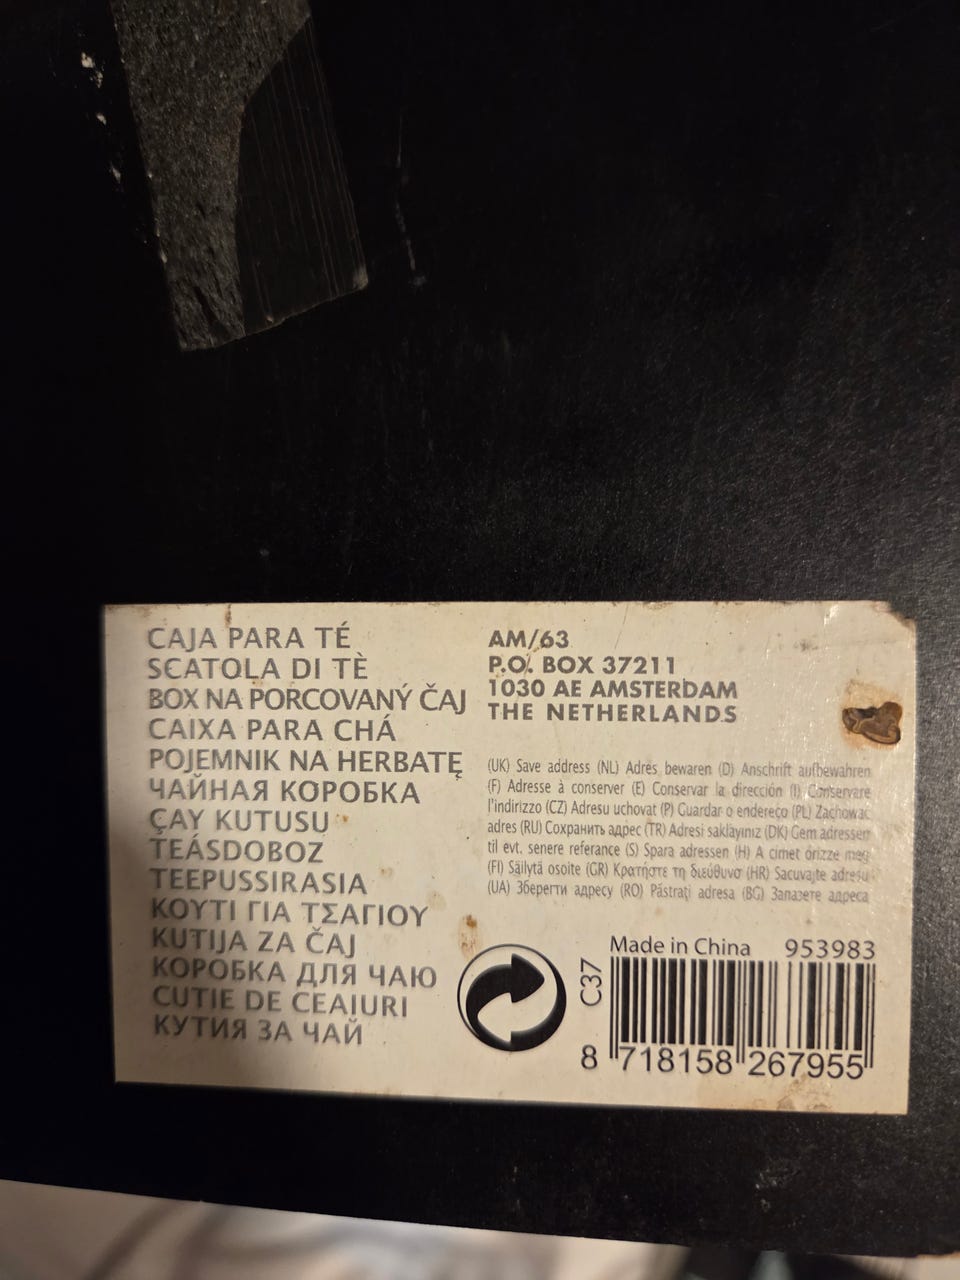 CAJA PARA TÉ
SCATOLA DI TÈ
BOX NA PORCOVANÝ ČAJ
CAIXA PARA CHÁ
POJEMNIK NA HERBATĘ
ЧАЙНАЯ КОРОБКА
ÇAY KUTUSU
TEÁSDOBOZ
TEEPUSSIRASIA
ΚΟΥΤΙ ΓΙΑ ΤΣΑΓΙΟΥ
KUTIJA ZA ČAJ
КОРОБКА ДЛЯ ЧАЮ
CUTIE DE CEAIURI
КУТИЯ ЗА ЧАЙ
AM/63
P.O. BOX 37211
1030 AE AMSTERDAM
THE NETHERLANDS
(UK) Save address (NL) Adres bewaren (D) Anschrift aufbewahren
(F) Adresse à conserver (E) Conservar la dirección (I) Conservare
l'indirizzo (CZ) Adresu uchovat (P) Guardar o endereço (PL) Zachować
adres (RU) Сохранить адрес (TR) Adresi saklayınız (DK) Gem adressen
til evt. senere referance (S) Spara adressen (H) A cimet örizze meg
(FI) Säilytä osoite (GR) Κρατήστε τη διεύθυνσ (HR) Sacuvajte adresu
(UA) Зберегти адресу (RO) Păstrați adresa (BG) Запазете адреса
Made in China 953983
C37
8 718158 267955